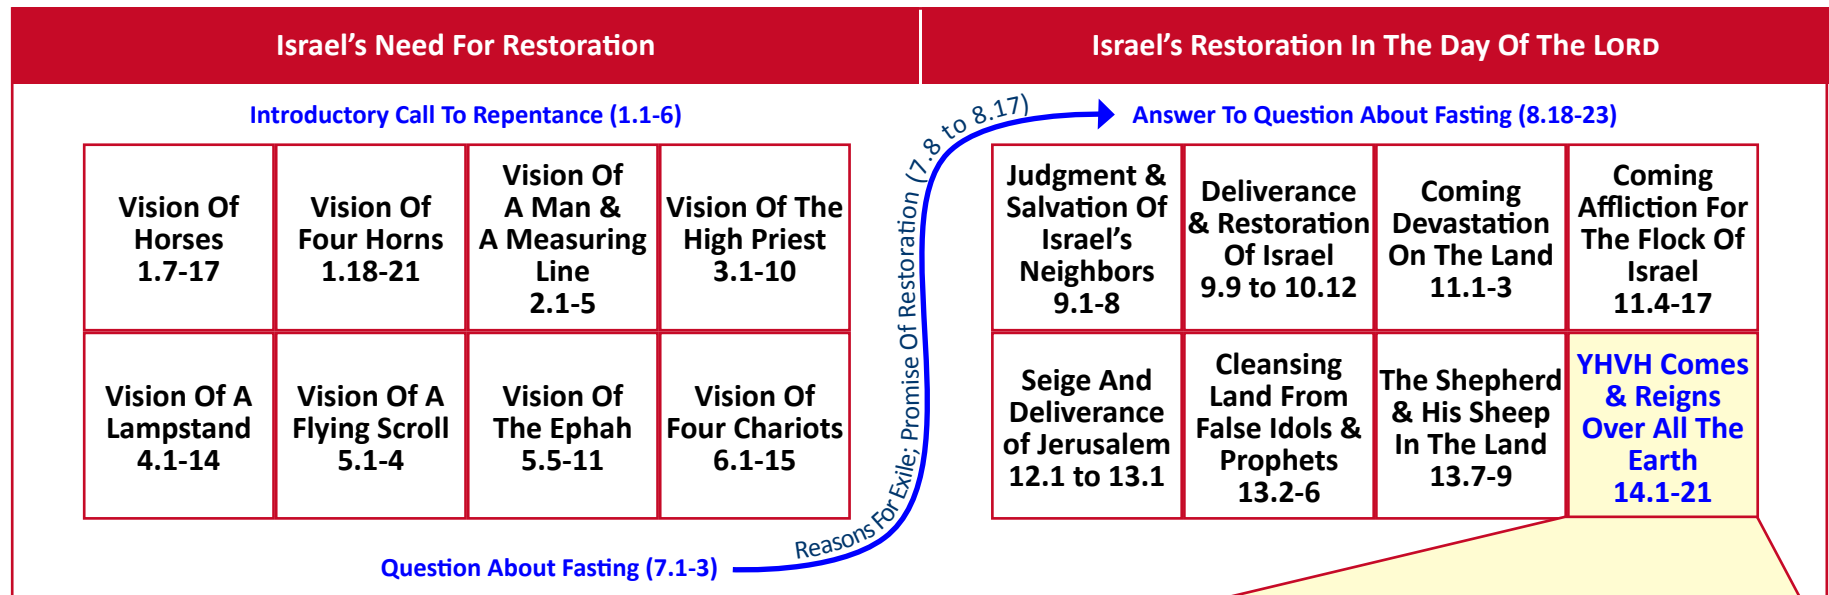 Israel’s Need For Restoration
Israel’s Restoration In The Day Of The LORD
Introductory Call To Repentance (1.1-6)
Vision Of
Horses
1.7-17
Vision Of
Four Horns
1.18-21
Vision Of
A Man &
A Measuring
Line
2.1-5
Vision Of The
High Priest
3.1-10
Vision Of A
Lampstand
4.1-14
Vision Of A
Flying Scroll
5.1-4
Vision Of
The Ephah
5.5-11
Vision Of
Four Chariots
6.1-15
Question About Fasting (7.1-3)
Reasons For Exile; Promise Of Restoration (7.8 to 8.17)
Answer To Question About Fasting (8.18-23)
Judgment &
Salvation Of
Israel’s
Neighbors
9.1-8
Deliverance
& Restoration
Of Israel
9.9 to 10.12
Coming
Devastation
On The Land
11.1-3
Coming
Affliction For
The Flock Of
Israel
11.4-17
Seige And
Deliverance
of Jerusalem
12.1 to 13.1
Cleansing
Land From
False Idols &
Prophets
13.2-6
The Shepherd
& His Sheep
In The Land
13.7-9
YHVH Comes
& Reigns
Over All The
Earth
14.1-21